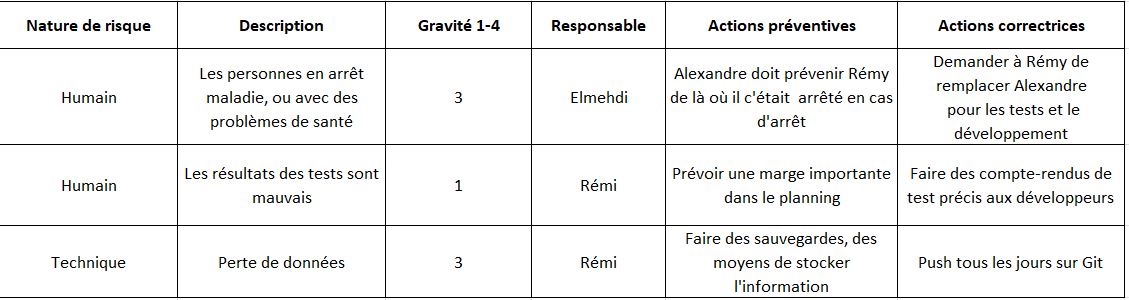 Nature de risque
Description
Gravité 1-4
Responsable
Actions préventives
Actions correctrices
Humain
Les personnes en arrêt
maladie, ou avec des
problèmes de santé
3
Elmehdi
Alexandre doit prévenir Rémy
de là où il c'était  arrêté en cas
d'arrêt
Demander à Rémy de
remplacer Alexandre
pour les tests et le
développement
Humain
Les résultats des tests sont
mauvais
1
Rémi
Prévoir une marge importante
dans le planning
Faire des compte-rendus de
test précis aux développeurs
Technique
Perte de données
3
Rémi
Faire des sauvegardes, des
moyens de stocker
l'information
Push tous les jours sur Git